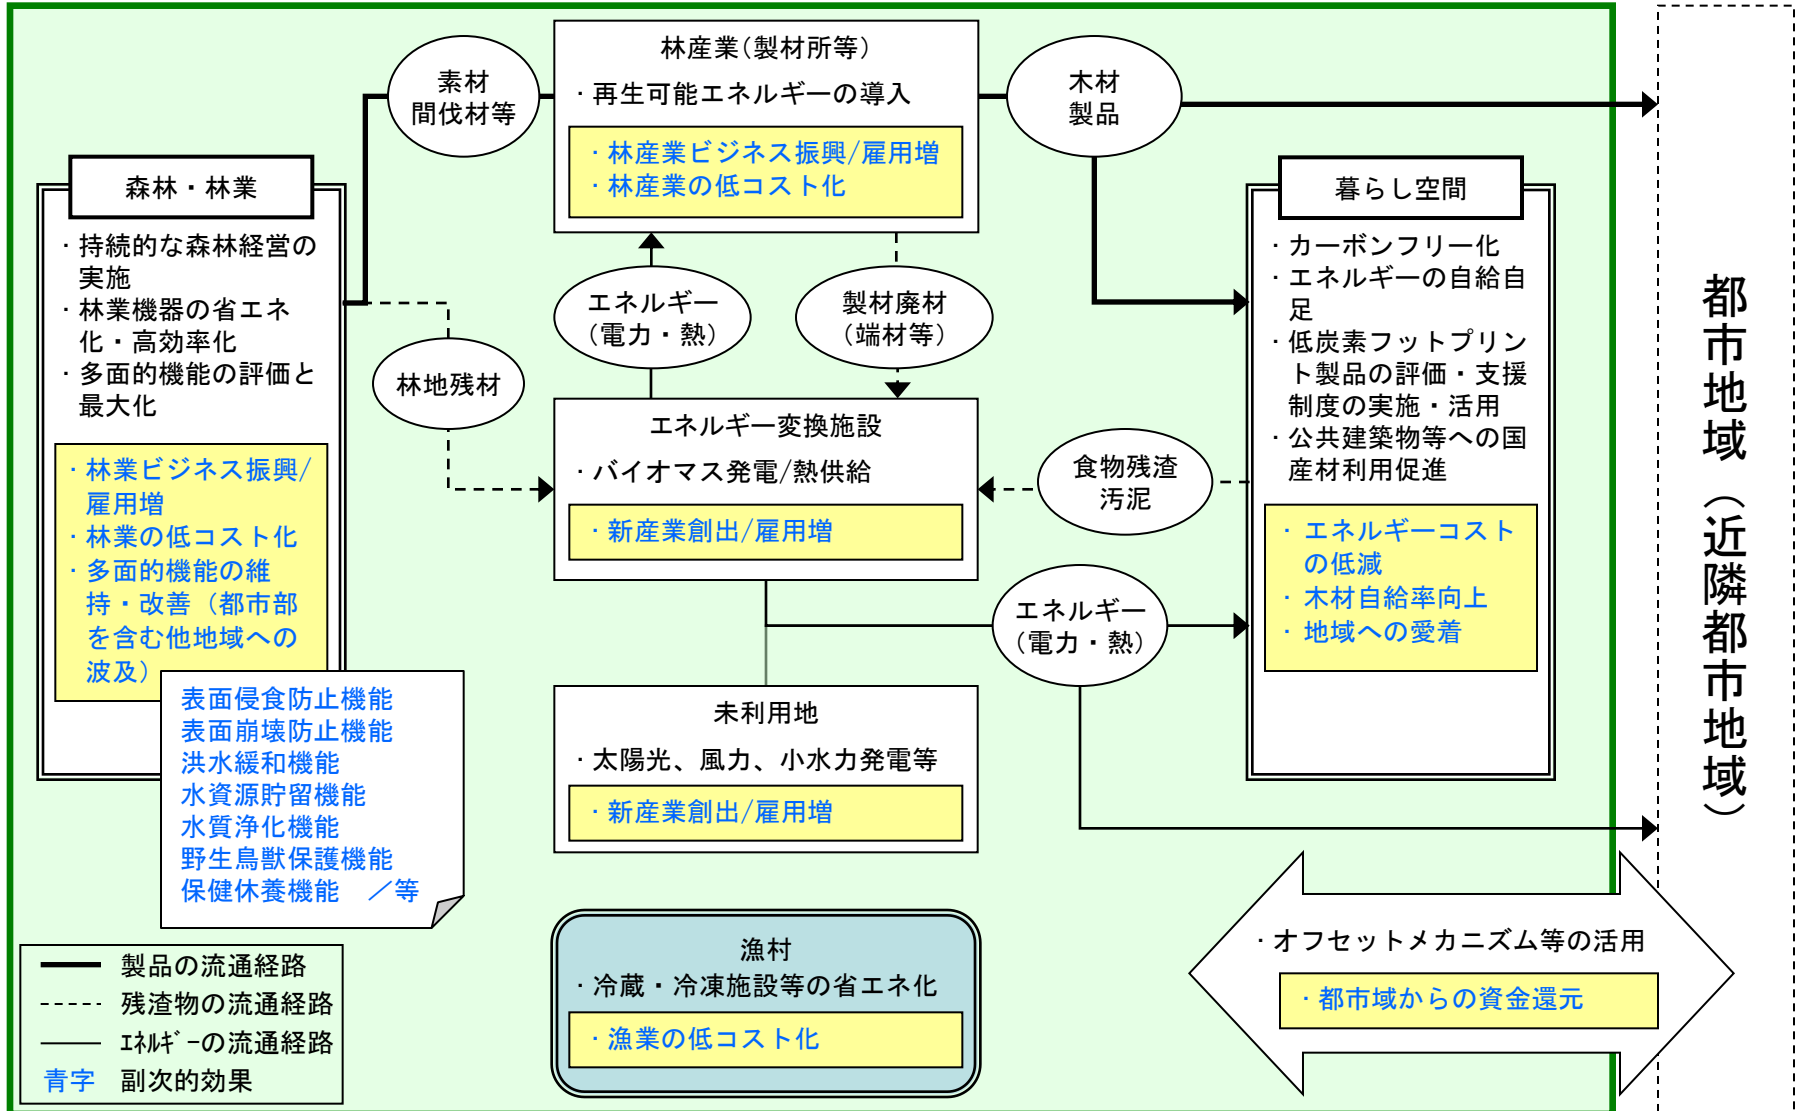 素材
間伐材等
林産業(製材所等)
・再生可能エネルギーの導入
・林産業ビジネス振興/雇用増
・林産業の低コスト化
木材
製品
森林・林業
・持続的な森林経営の
実施
・林業機器の省エネ
化・高効率化
・多面的機能の評価と
最大化
・林業ビジネス振興/
雇用増
・林業の低コスト化
・多面的機能の維
持・改善（都市部
を含む他地域への
波及）
表面侵食防止機能
表面崩壊防止機能
洪水緩和機能
水資源貯留機能
水質浄化機能
野生鳥獣保護機能
保健休養機能　／等
林地残材
エネルギー
(電力・熱)
製材廃材
(端材等)
エネルギー変換施設
・バイオマス発電/熱供給
・新産業創出/雇用増
食物残渣
汚泥
エネルギー
(電力・熱)
未利用地
・太陽光、風力、小水力発電等
・新産業創出/雇用増
漁村
・冷蔵・冷凍施設等の省エネ化
・漁業の低コスト化
暮らし空間
・カーボンフリー化
・エネルギーの自給自
足
・低炭素フットプリン
ト製品の評価・支援
制度の実施・活用
・公共建築物等への国
産材利用促進
・エネルギーコスト
の低減
・木材自給率向上
・地域への愛着
都市地域（近隣都市地域）
・オフセットメカニズム等の活用
・都市域からの資金還元
製品の流通経路
残渣物の流通経路
ｴﾈﾙｷﾞｰの流通経路
青字 副次的効果